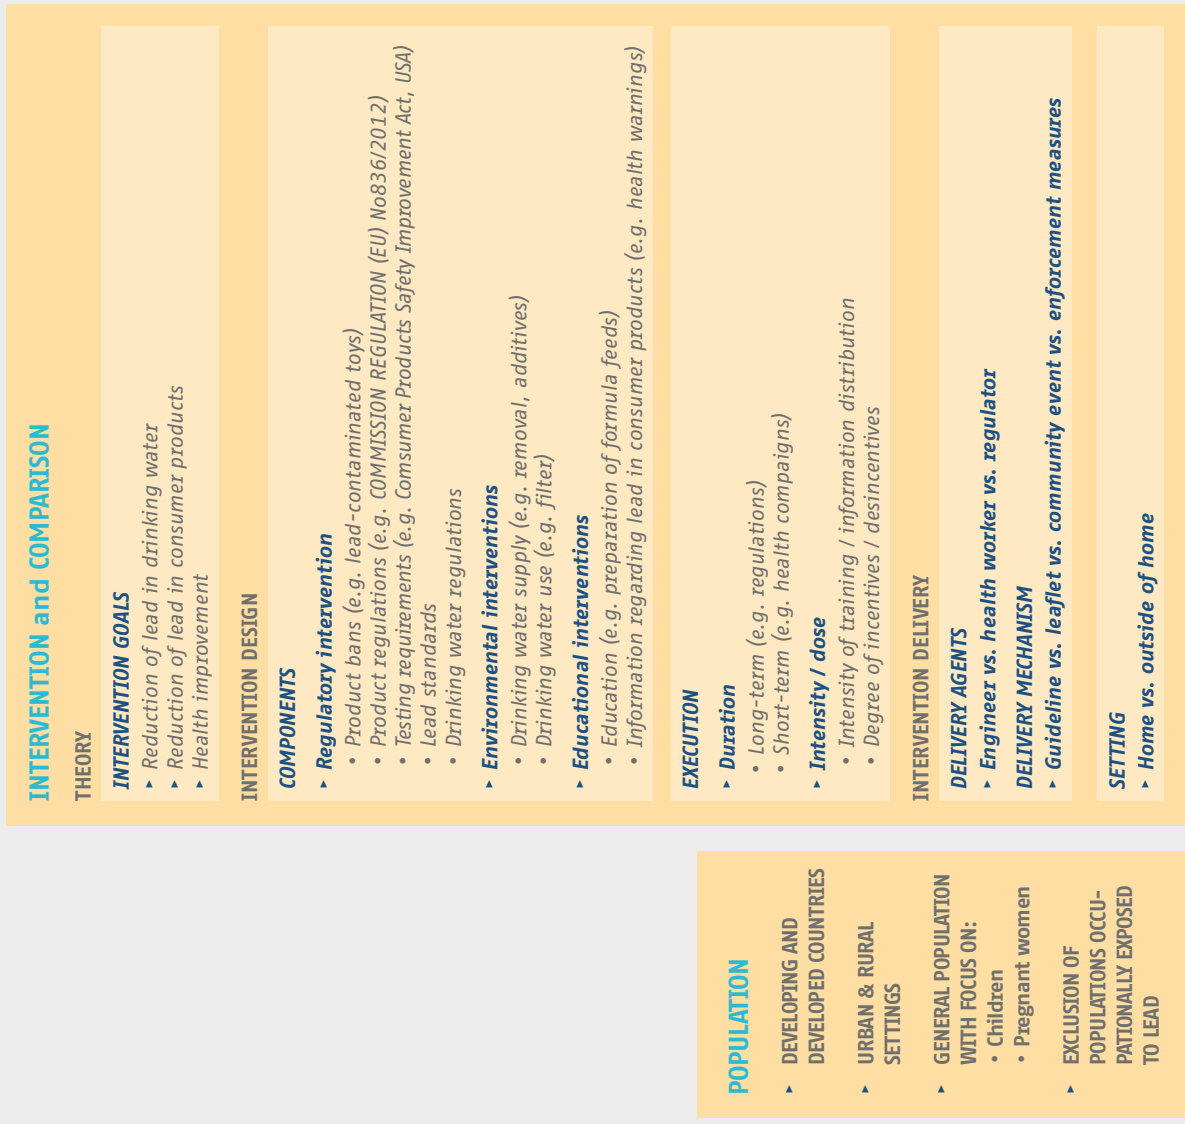 INTERVENTION and COMPARISON
THEORY
INTERVENTION GOALS
▸ Reduction of lead in drinking water
▸ Reduction of lead in consumer products
▸ Health improvement
INTERVENTION DESIGN
COMPONENTS
▸ Regulatory intervention
• Product bans (e.g. lead-contaminated toys)
• Product regulations (e.g. COMMISSION REGULATION (EU) No836/2012)
• Testing requirements (e.g. Comsumer Products Safety Improvement Act, USA)
• Lead standards
• Drinking water regulations
▸ Environmental interventions
• Drinking water supply (e.g. removal, additives)
• Drinking water use (e.g. filter)
▸ Educational interventions
• Education (e.g. preparation of formula feeds)
• Information regarding lead in consumer products (e.g. health warnings)
EXECUTION
▸ Duration
• Long-term (e.g. regulations)
• Short-term (e.g. health compaigns)
▸ Intensity / dose
• Intensity of training / information distribution
• Degree of incentives / desincentives
INTERVENTION DELIVERY
DELIVERY AGENTS
▸ Engineer vs. health worker vs. regulator
DELIVERY MECHANISM
▸ Guideline vs. leaflet vs. community event vs. enforcement measures
SETTING
▸ Home vs. outside of home
POPULATION
▸ DEVELOPING AND
DEVELOPED COUNTRIES
▸ URBAN & RURAL
SETTINGS
▸ GENERAL POPULATION
WITH FOCUS ON:
• Children
• Pregnant women
▸ EXCLUSION OF
POPULATIONS OCCU-
PATIONALLY EXPOSED
TO LEAD